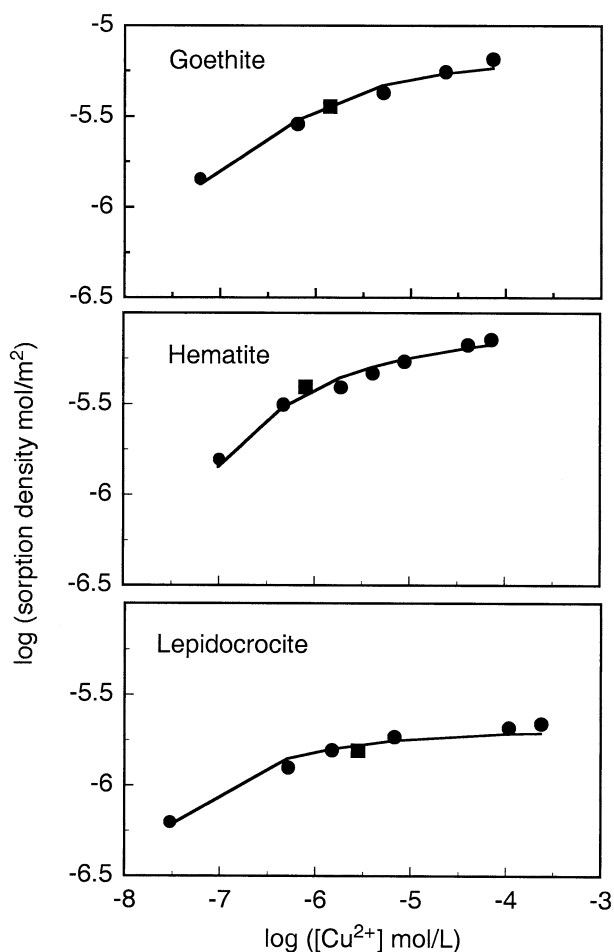 -5
Goethite
-5.5
-6
-6.5
Hematite
-5.5
-6
-6.5
Lepidocrocite
-5.5
-6
-6.5
-8 -7 -6 -5 -4 -3
log ([Cu²⁺] mol/L)
log (sorption density mol/m²)